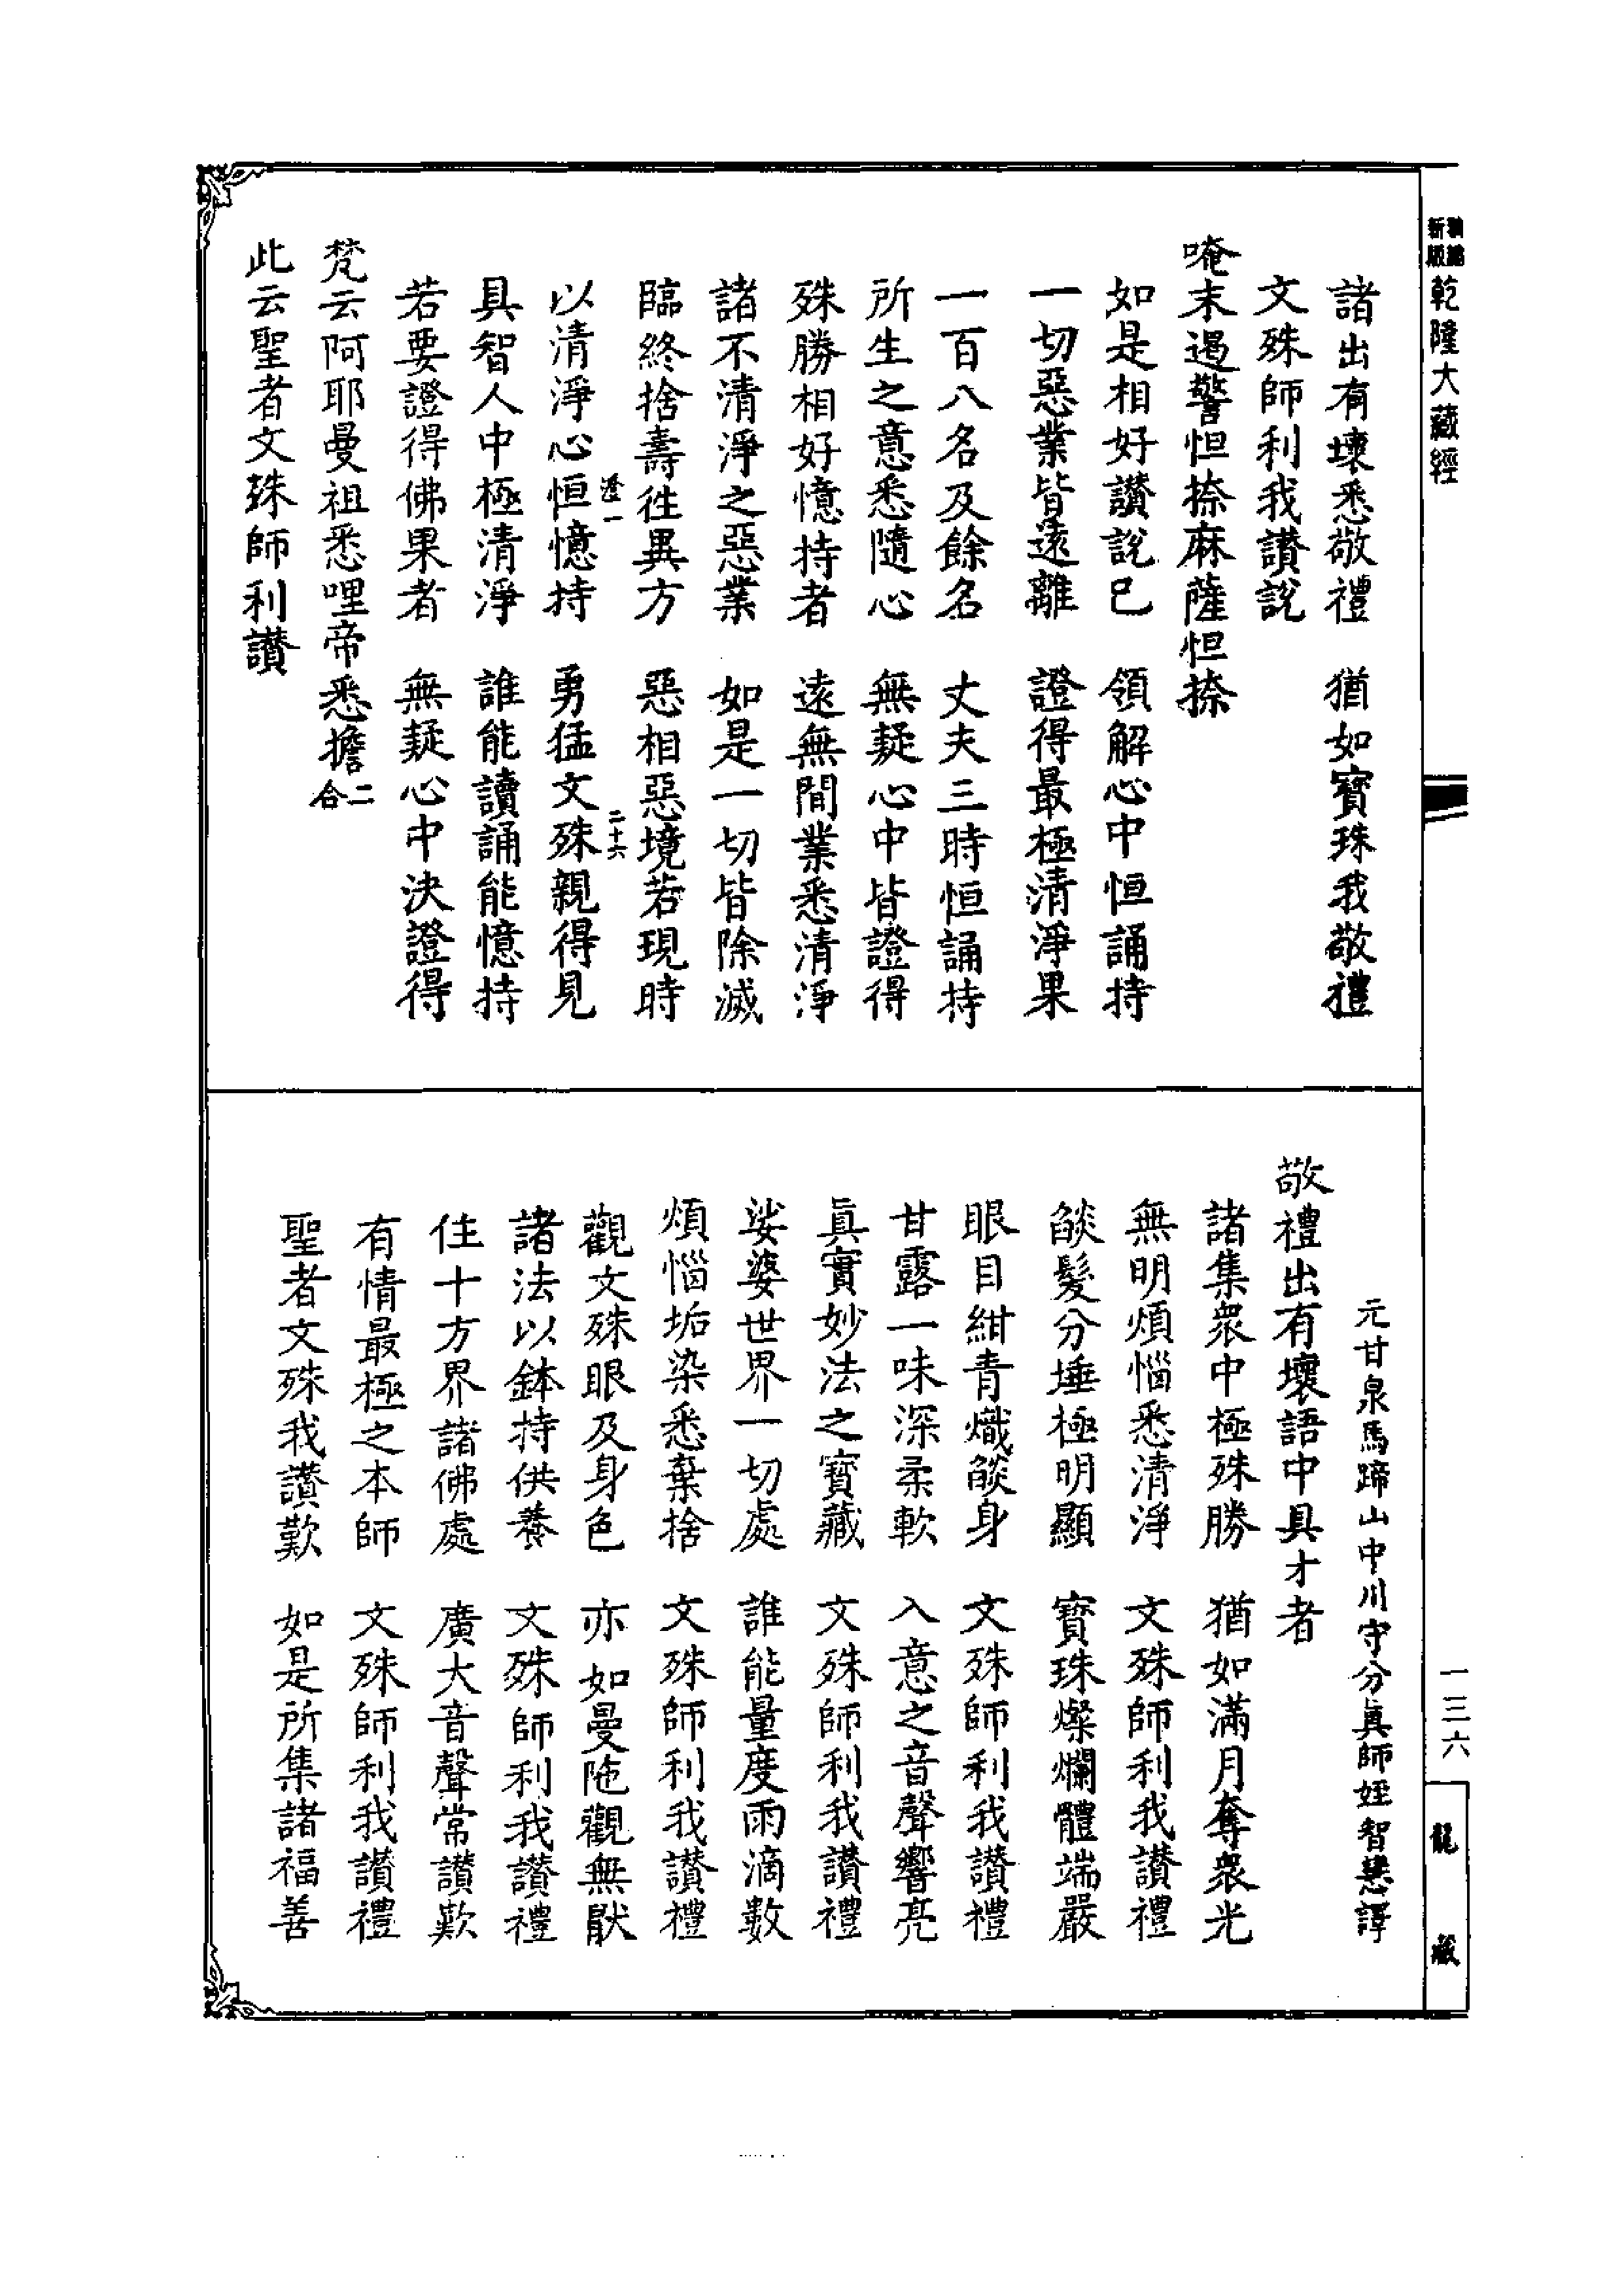 乾隆大藏經
諸出有壞悉敬禮　猶如寶珠我敬禮
文殊師利我讃說
唵末遏警怛捺麻薩怛捺
如是相好讃說已　領解心中恒誦持
一切惡業皆遠離　證得最極清淨果
一百八名及餘名　丈夫三時恒誦持
所生之意悉隨心　無疑心中皆證得
殊勝相好憶持者　遠無間業悉清淨
諸不清淨之惡業　如是一切皆除滅
臨終捨壽往異方　惡相惡境若現時
二十六
以清淨心恒憶持　勇猛文殊親得見
具智人中極清淨　誰能讀誦能憶持
若要證得佛果者　無疑心中決證得
梵云阿耶曼祖悉哩帝悉擔二合
此云聖者文殊師利讃
元甘泉馬蹄山中川守分真師姪智慧譯
敬禮出有壞語中具才者
諸集衆中極殊勝　猶如滿月奪衆光
無明煩惱悉清淨　文殊師利我讃禮
燄髮分埵極明顯　寶珠燦爛體端嚴
眼目紺青熾燄身　文殊師利我讃禮
甘露一味深柔軟　入意之音聲響亮
真實妙法之寶藏　文殊師利我讃禮
娑婆世界一切處　誰能量度雨滴數
煩惱垢染悉棄捨　文殊師利我讃禮
觀文殊眼及身色　亦如曼陁觀無猒
諸法以鉢持供養　文殊師利我讃禮
住十方界諸佛處　廣大音聲常讃歎
有情最極之本師　文殊師利我讃禮
聖者文殊我讃歎　如是所集諸福善
一三六
龍藏